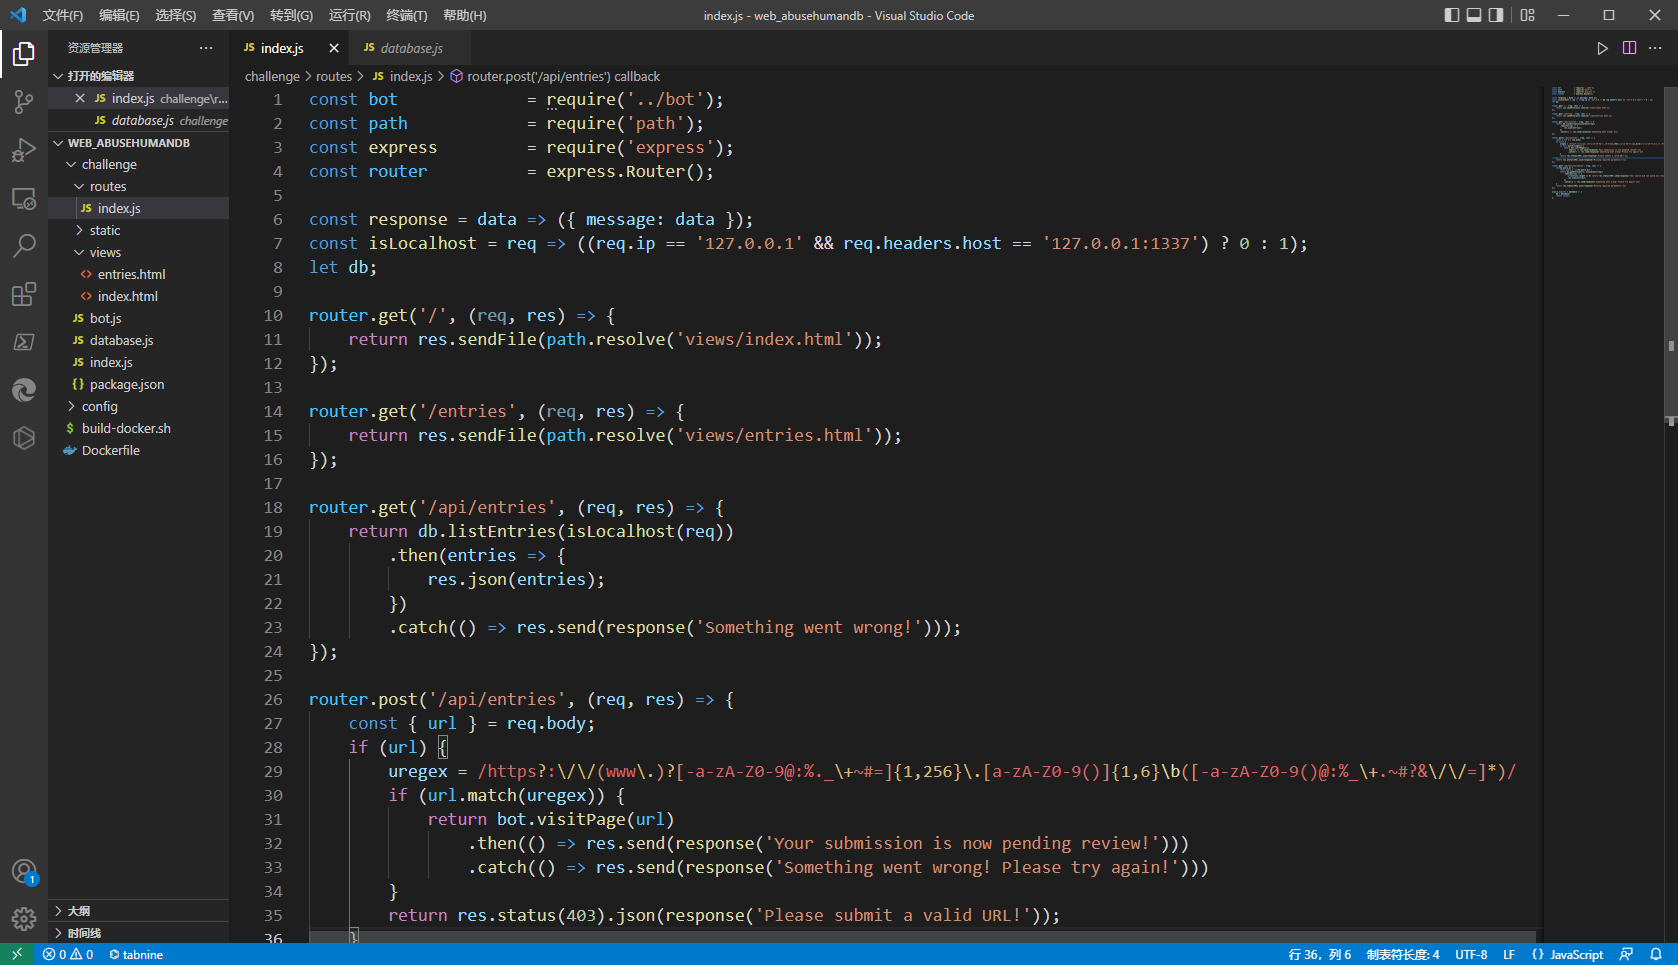 文件(F) 编辑(E) 选择(S) 查看(V) 转到(G) 运行(R) 终端(T) 帮助(H)
index.js - web_abusehumandb - Visual Studio Code
资源管理器 ···
打开的编辑器
JS index.js challenge\r...
JS database.js challenge
WEB_ABUSEHUMANDB
challenge
routes
JS index.js
static
views
<> entries.html
<> index.html
JS bot.js
JS database.js
JS index.js
{} package.json
config
$ build-docker.sh
Dockerfile
大纲
时间线
1
JS index.js
JS database.js
challenge > routes > JS index.js > router.post('/api/entries') callback
1 const bot = require('../bot');
2 const path = require('path');
3 const express = require('express');
4 const router = express.Router();
5
6 const response = data => ({ message: data });
7 const isLocalhost = req => ((req.ip == '127.0.0.1' && req.headers.host == '127.0.0.1:1337') ? 0 : 1);
8 let db;
9
10 router.get('/', (req, res) => {
11 return res.sendFile(path.resolve('views/index.html'));
12 });
13
14 router.get('/entries', (req, res) => {
15 return res.sendFile(path.resolve('views/entries.html'));
16 });
17
18 router.get('/api/entries', (req, res) => {
19 return db.listEntries(isLocalhost(req))
20 .then(entries => {
21 res.json(entries);
22 })
23 .catch(() => res.send(response('Something went wrong!')));
24 });
25
26 router.post('/api/entries', (req, res) => {
27 const { url } = req.body;
28 if (url) {
29 uregex = /https?:\/\/(www\.)?[-a-zA-Z0-9@:%._\+~#=]{1,256}\.[a-zA-Z0-9()]{1,6}\b([-a-zA-Z0-9()@:%_\+.~#?&\/\/=]*)/
30 if (url.match(uregex)) {
31 return bot.visitPage(url)
32 .then(() => res.send(response('Your submission is now pending review!')))
33 .catch(() => res.send(response('Something went wrong! Please try again!')))
34 }
35 return res.status(403).json(response('Please submit a valid URL!'));
36 }
0 0 tabnine 行 36，列 6 制表符长度: 4 UTF-8 LF {} JavaScript